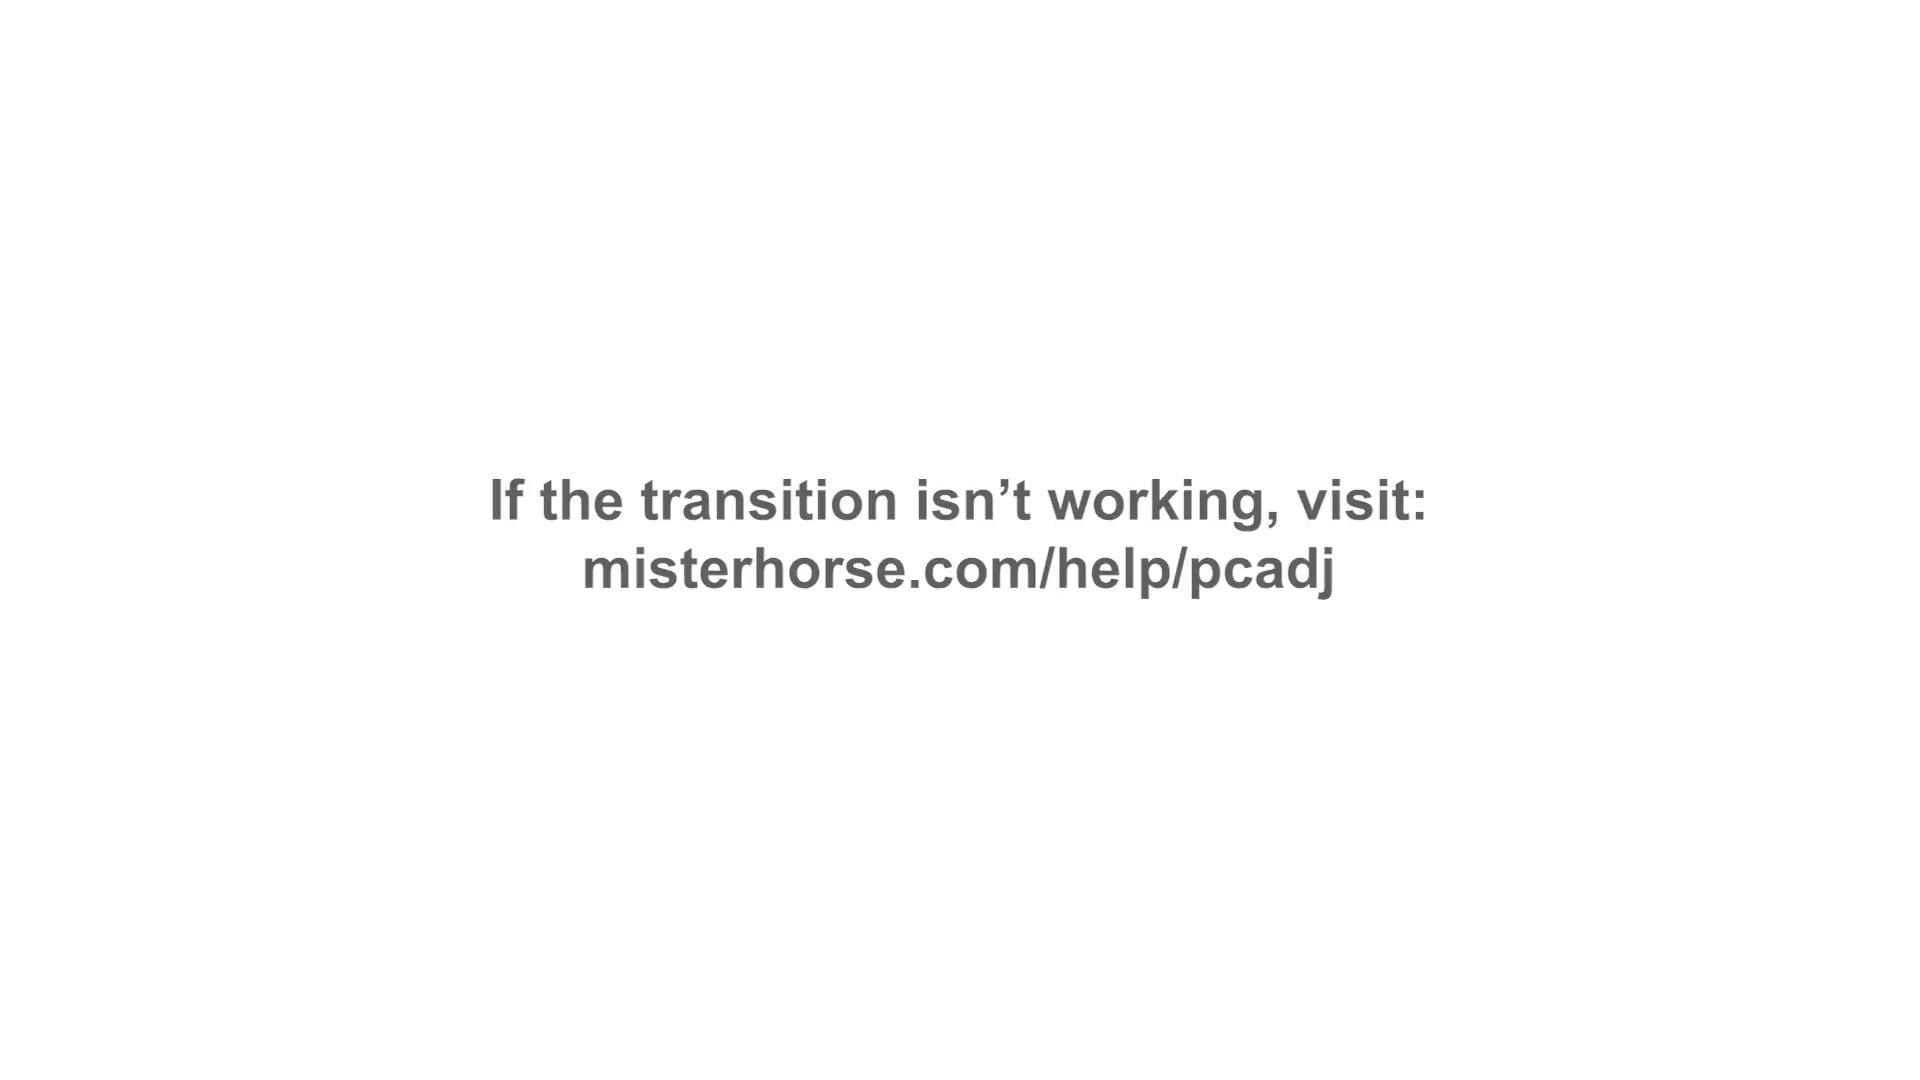 If the transition isn’t working, visit:
misterhorse.com/help/pcadj